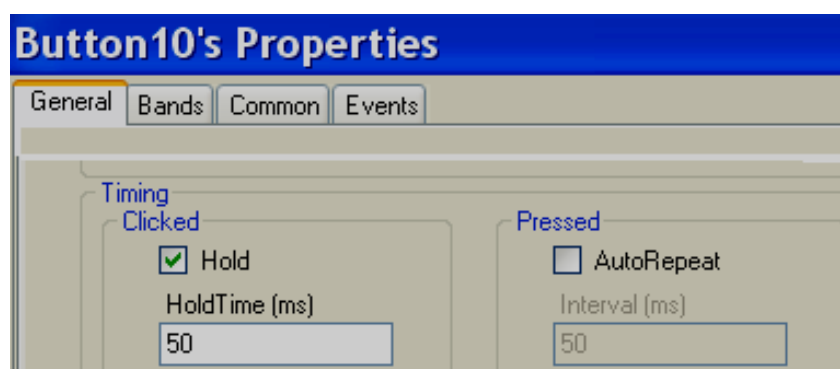 Button10's Properties
General Bands Common Events
Timing
Clicked Pressed
Hold AutoRepeat
HoldTime (ms) Interval (ms)
50 50